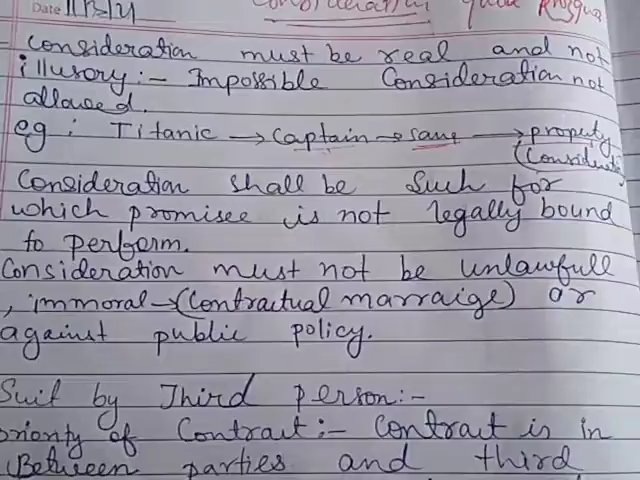 Date 11/12/21
Consideration
Consideration must be real and not
illusory:- Impossible Consideration not
allowed.
eg: Titanic → Captain → save → property
(Consideration
Consideration shall be such for
which promisee is not legally bound
to perform.
Consideration must not be unlawfull
, immoral-(Contractual marraige) or
against public policy.
Suit by Third person:-
priority of Contract:- Contract is in
Between parties and third